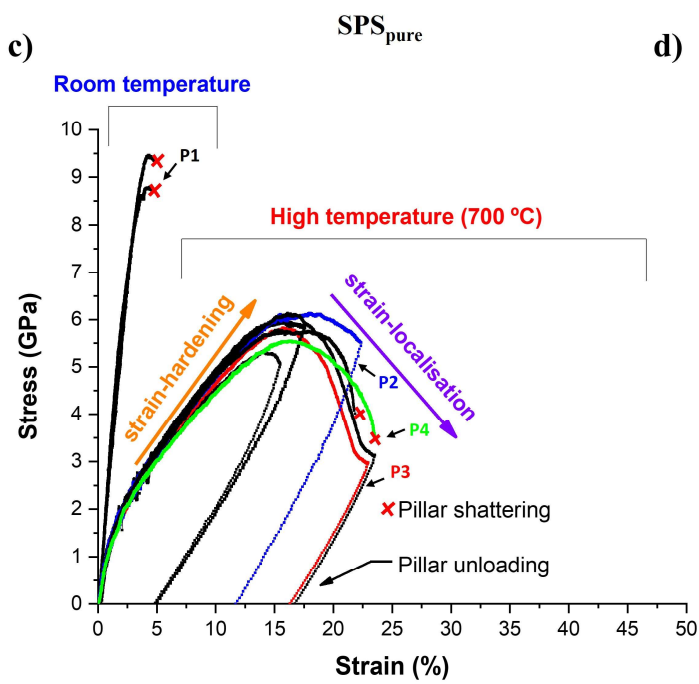 SPSpure
c)
d)
Room temperature
10
9
8
7
6
5
4
3
2
1
0
Stress (GPa)
P1
High temperature (700 ºC)
strain-hardening
strain-localisation
P2
P4
P3
Pillar shattering
Pillar unloading
0 5 10 15 20 25 30 35 40 45 50
Strain (%)